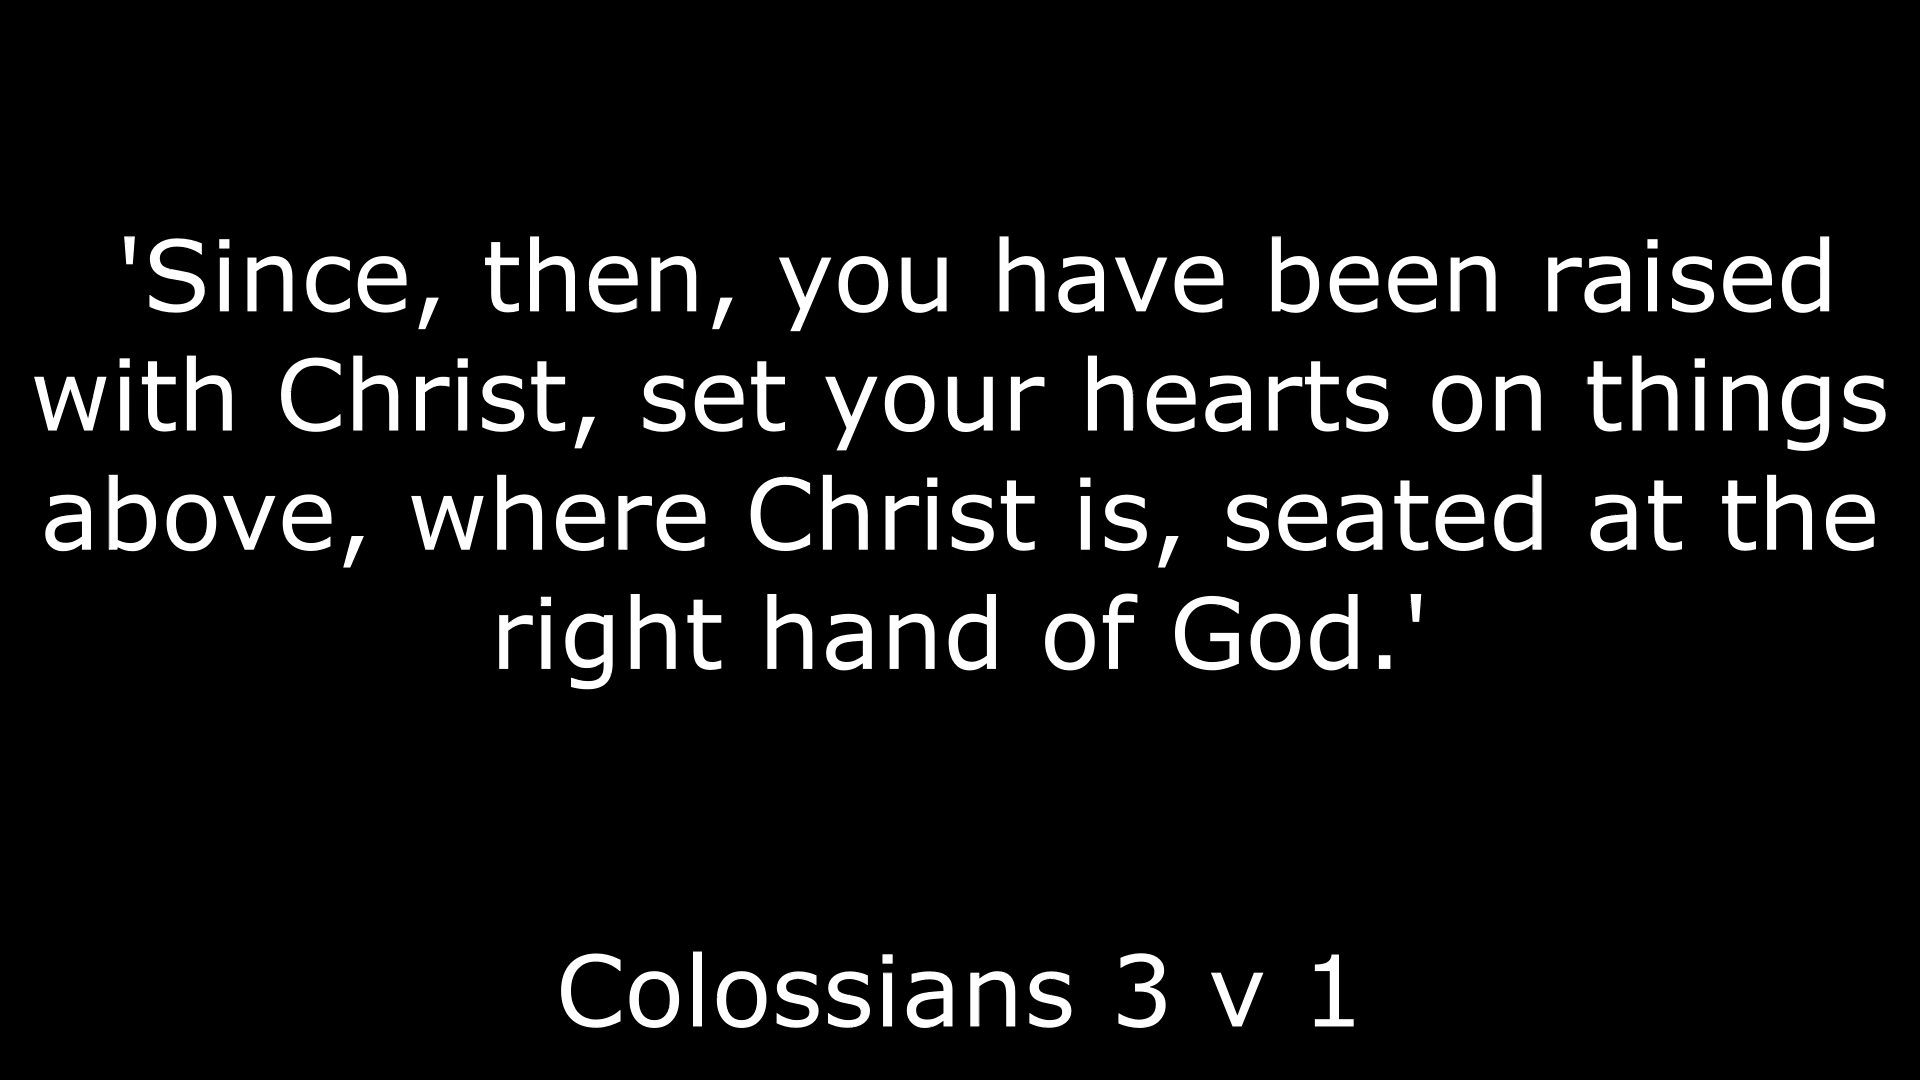 'Since, then, you have been raised
with Christ, set your hearts on things
above, where Christ is, seated at the
right hand of God.'
Colossians 3 v 1